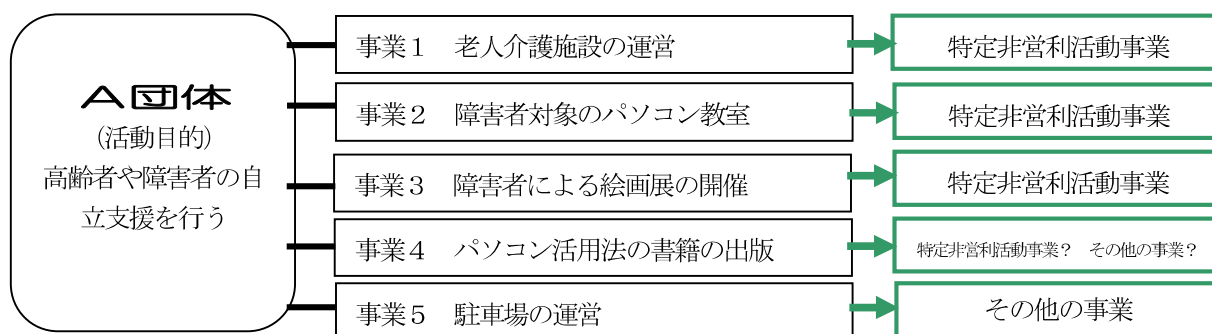 A団体
(活動目的)
高齢者や障害者の自
立支援を行う
事業１　老人介護施設の運営
特定非営利活動事業
事業２　障害者対象のパソコン教室
特定非営利活動事業
事業３　障害者による絵画展の開催
特定非営利活動事業
事業４　パソコン活用法の書籍の出版
特定非営利活動事業？　その他の事業？
事業５　駐車場の運営
その他の事業